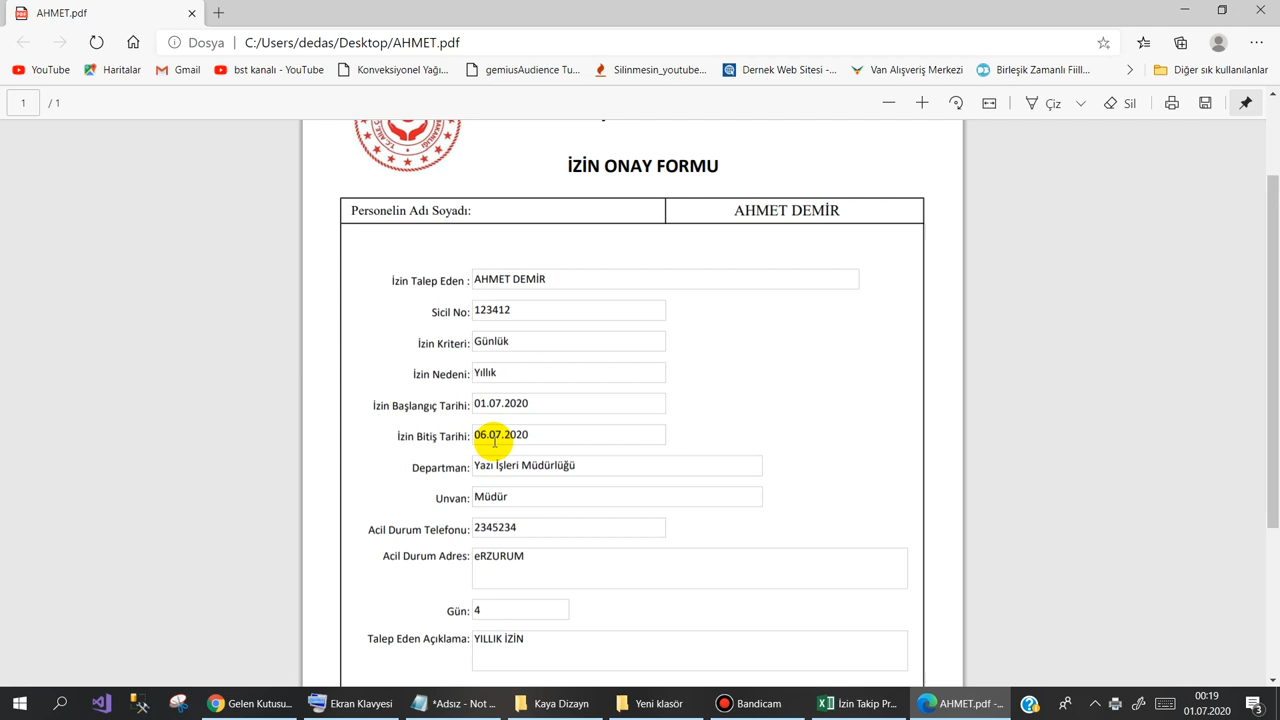 AHMET.pdf
Dosya C:/Users/dedas/Desktop/AHMET.pdf
YouTube Haritalar Gmail bst kanalı - YouTube Konveksiyonel Yağı... gemiusAudience Tu... Silinmesin_youtube... Dernek Web Sitesi -... Van Alışveriş Merkezi Birleşik Zamanlı Fiill... Diğer sık kullanılanlar
1 / 1 Çiz Sil
İZİN ONAY FORMU
Personelin Adı Soyadı: AHMET DEMİR
İzin Talep Eden : AHMET DEMİR
Sicil No: 123412
İzin Kriteri: Günlük
İzin Nedeni: Yıllık
İzin Başlangıç Tarihi: 01.07.2020
İzin Bitiş Tarihi: 06.07.2020
Departman: Yazı İşleri Müdürlüğü
Unvan: Müdür
Acil Durum Telefonu: 2345234
Acil Durum Adres: eRZURUM
Gün: 4
Talep Eden Açıklama: YILLIK İZİN
Gelen Kutusu... Ekran Klavyesi *Adsız - Not ... Kaya Dizayn Yeni klasör Bandicam İzin Talep Pr... AHMET.pdf -... 00:19
01.07.2020 3